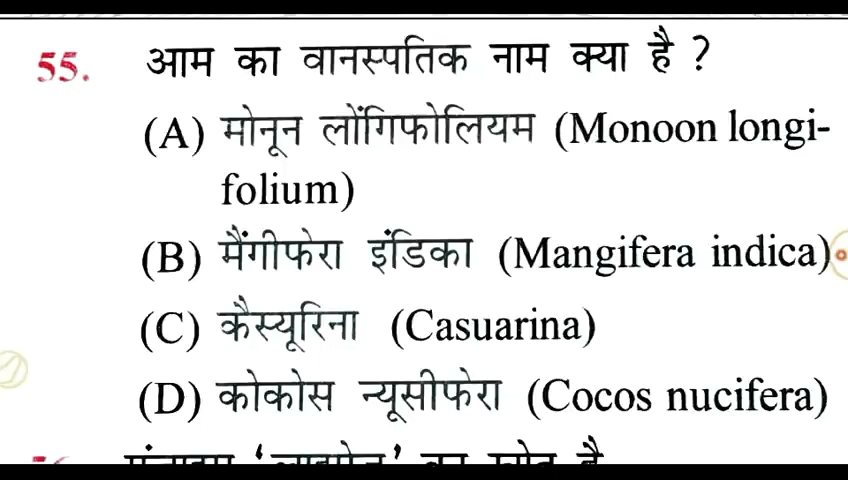 55. आम का वानस्पतिक नाम क्या है ?
(A) मोनून लोंगिफोलियम (Monoon longi-
folium)
(B) मैंगीफेरा इंडिका (Mangifera indica)
(C) कैस्यूरिना (Casuarina)
(D) कोकोस न्यूसीफेरा (Cocos nucifera)